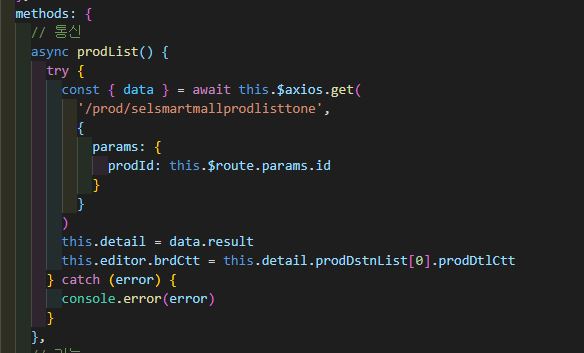 methods: {
// 통신
async prodList() {
try {
const { data } = await this.$axios.get(
'/prod/selsmartmallprodlisttone',
{
params: {
prodId: this.$route.params.id
}
}
)
this.detail = data.result
this.editor.brdCtt = this.detail.prodDstnList[0].prodDtlCtt
} catch (error) {
console.error(error)
}
},
//